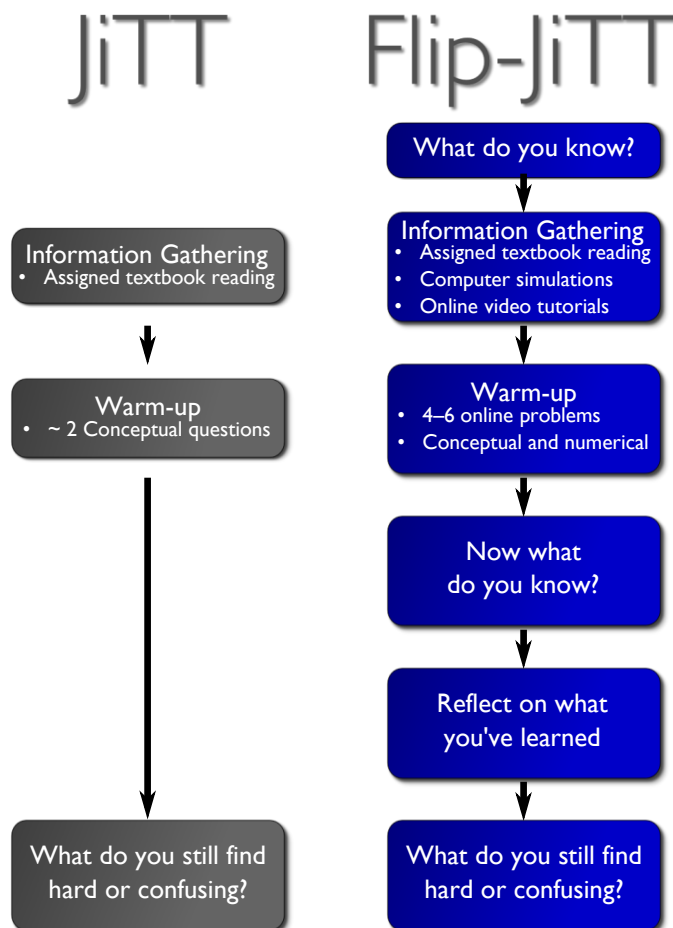 JiTT
Information Gathering
• Assigned textbook reading
Warm-up
• ~ 2 Conceptual questions
What do you still find
hard or confusing?
Flip-JiTT
What do you know?
Information Gathering
• Assigned textbook reading
• Computer simulations
• Online video tutorials
Warm-up
• 4–6 online problems
• Conceptual and numerical
Now what
do you know?
Reflect on what
you've learned
What do you still find
hard or confusing?